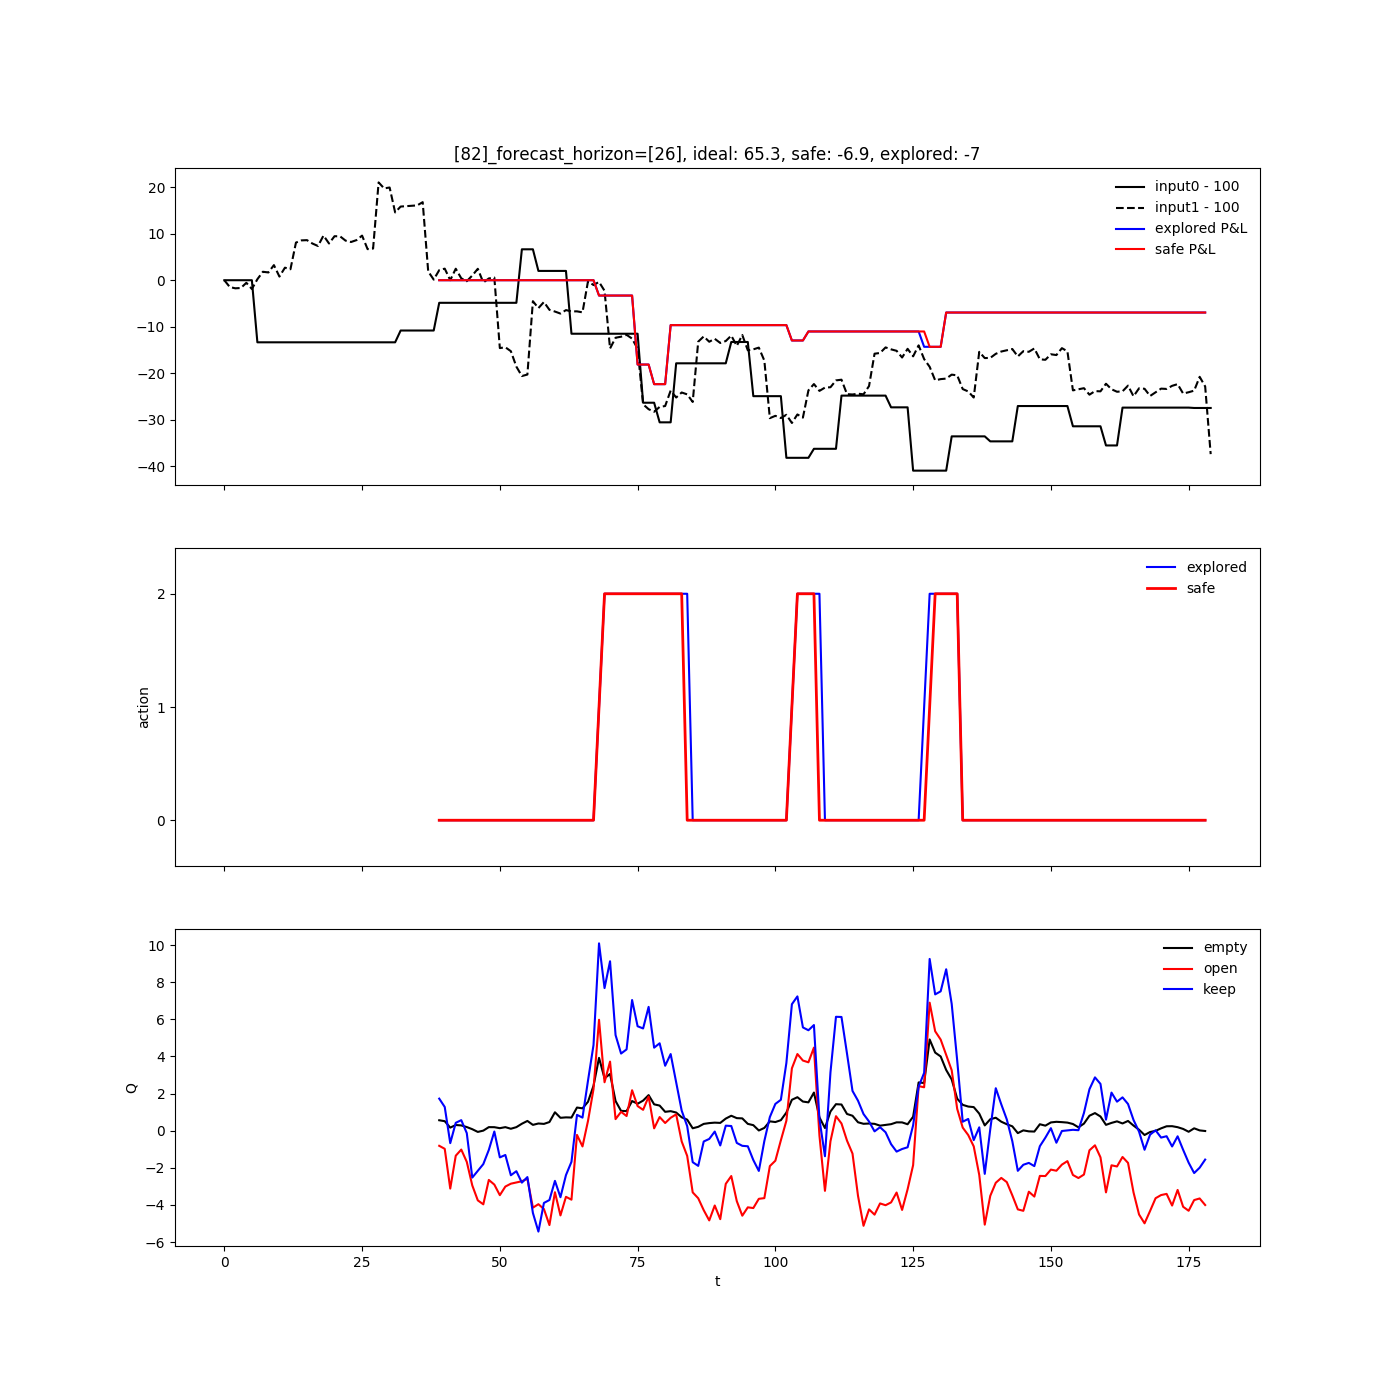 [82]_forecast_horizon=[26], ideal: 65.3, safe: -6.9, explored: -7
20
10
0
−10
−20
−30
−40
input0 - 100
input1 - 100
explored P&L
safe P&L
2
1
0
action
explored
safe
10
8
6
4
2
0
−2
−4
−6
Q
empty
open
keep
0 25 50 75 100 125 150 175
t